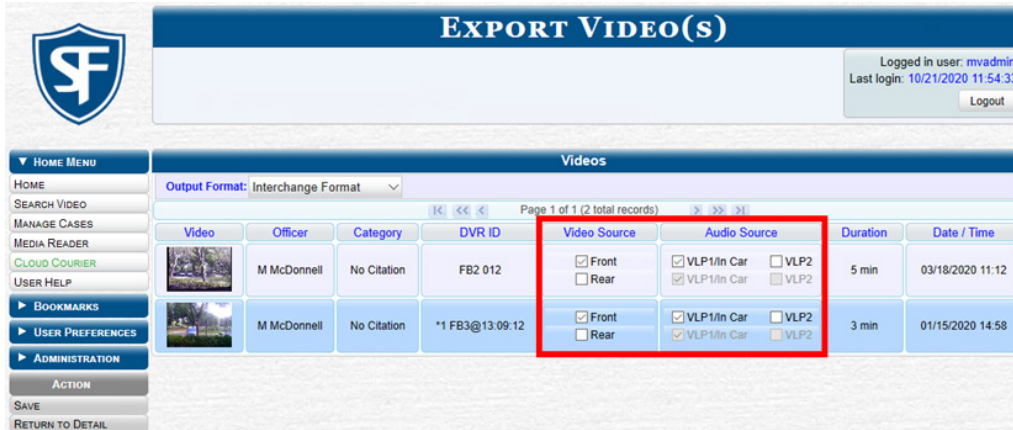 EXPORT VIDEO(S)
SF
Logged in user: mvadmin
Last login: 10/21/2020 11:54:33
Logout
▼ HOME MENU
HOME
SEARCH VIDEO
MANAGE CASES
MEDIA READER
CLOUD COURIER
USER HELP
▶ BOOKMARKS
▶ USER PREFERENCES
▶ ADMINISTRATION
ACTION
SAVE
RETURN TO DETAIL
Videos
Output Format: Interchange Format
Page 1 of 1 (2 total records)
Video Officer Category DVR ID Video Source Audio Source Duration Date / Time
M McDonnell No Citation FB2 012 Front VLP1/In Car VLP2 5 min 03/18/2020 11:12
Rear VLP1/In Car VLP2
M McDonnell No Citation *1 FB3@13:09:12 Front VLP1/In Car VLP2 3 min 01/15/2020 14:58
Rear VLP1/In Car VLP2